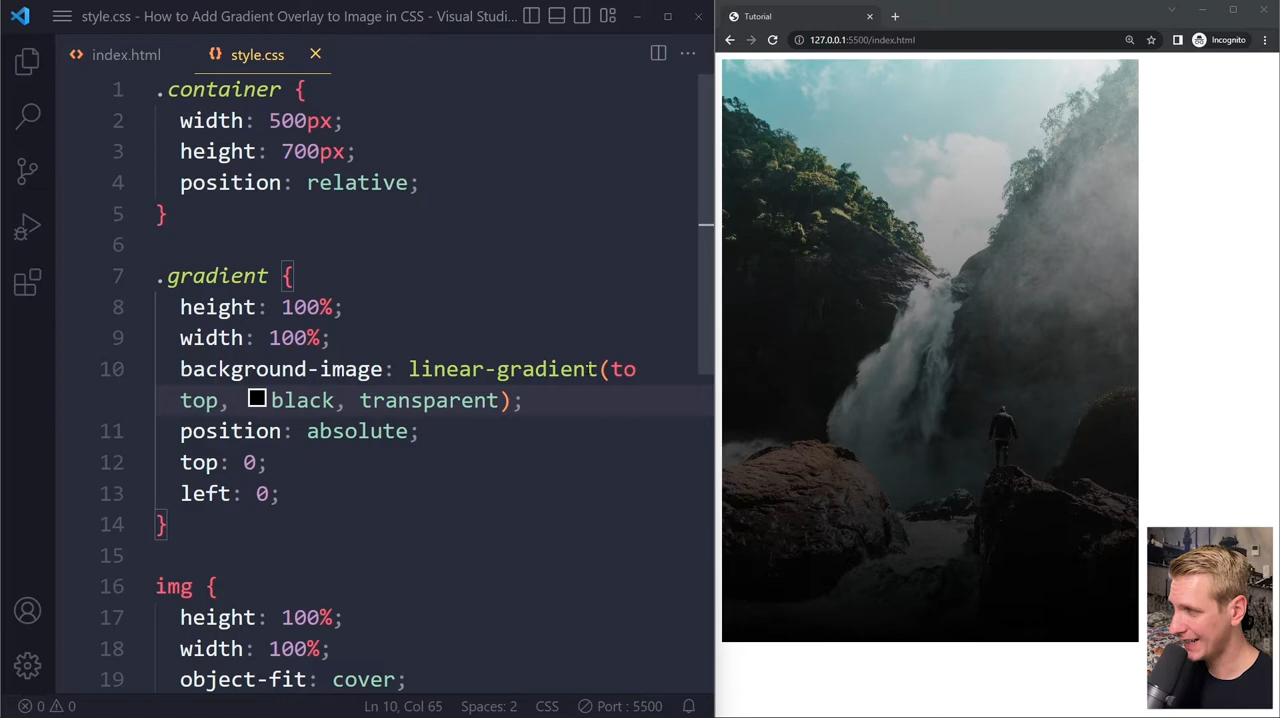 style.css - How to Add Gradient Overlay to Image in CSS - Visual Studi...
index.html
style.css
1 .container {
2 width: 500px;
3 height: 700px;
4 position: relative;
5 }
6
7 .gradient {
8 height: 100%;
9 width: 100%;
10 background-image: linear-gradient(to
top, black, transparent);
11 position: absolute;
12 top: 0;
13 left: 0;
14 }
15
16 img {
17 height: 100%;
18 width: 100%;
19 object-fit: cover;
0 0
Ln 10, Col 65
Spaces: 2
CSS
Port : 5500
Tutorial
127.0.0.1:5500/index.html
Incognito